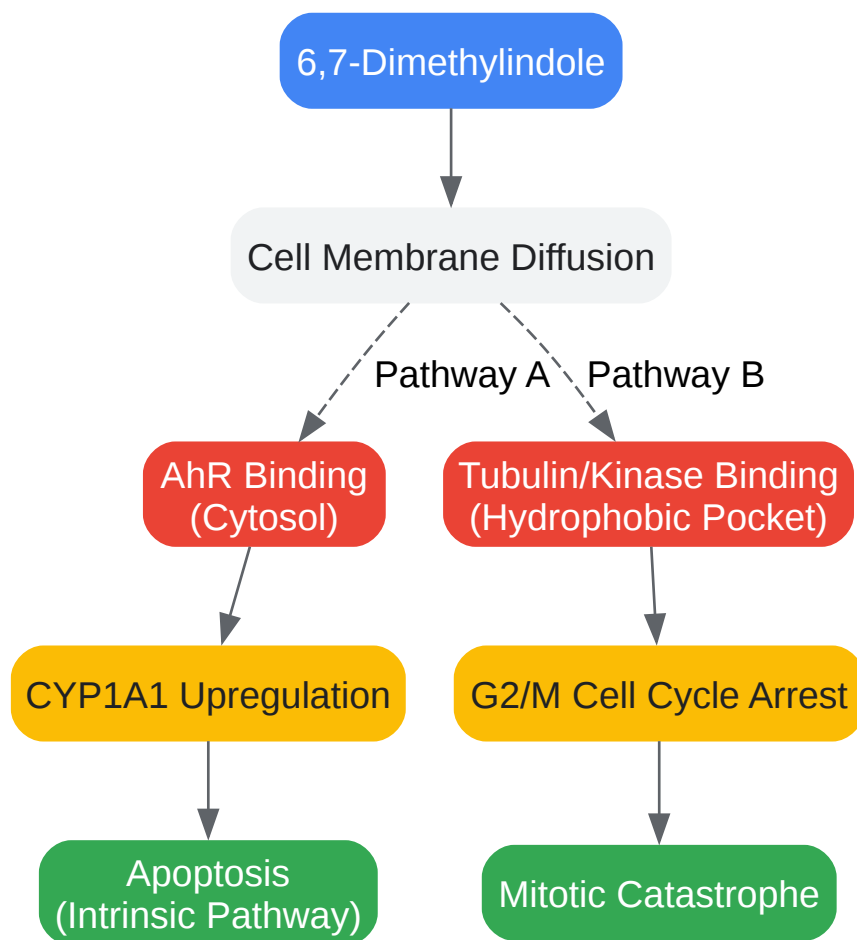 6,7-Dimethylindole
Cell Membrane Diffusion
Pathway A
Pathway B
AhR Binding
(Cytosol)
Tubulin/Kinase Binding
(Hydrophobic Pocket)
CYP1A1 Upregulation
G2/M Cell Cycle Arrest
Apoptosis
(Intrinsic Pathway)
Mitotic Catastrophe